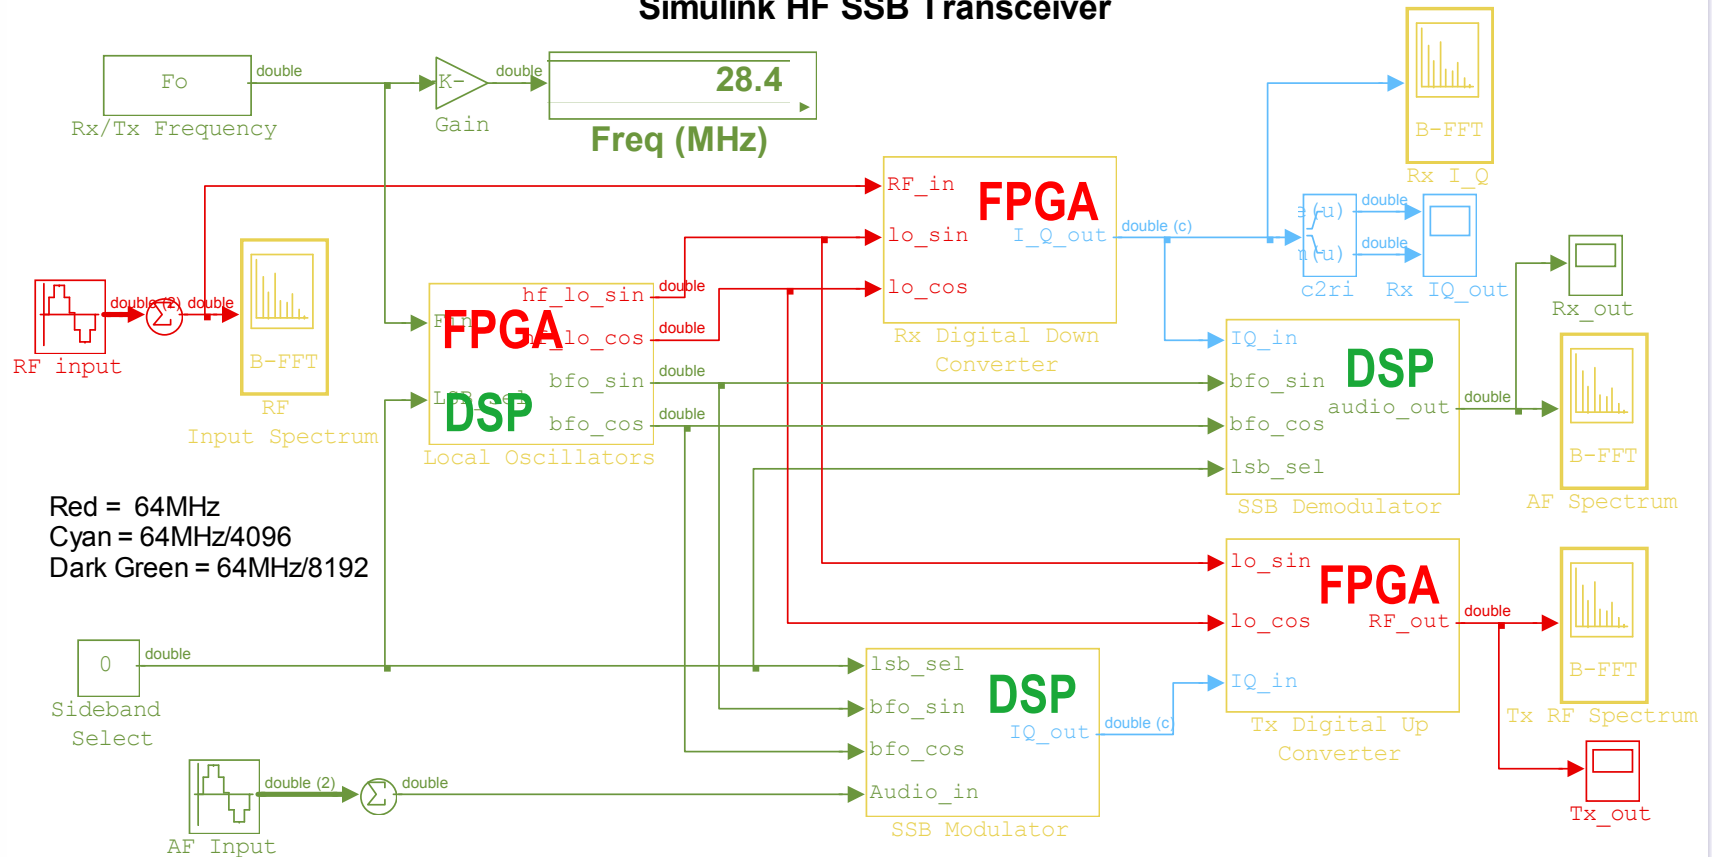 Simulink HF SSB Transceiver
Fo
double
Rx/Tx Frequency
K-
Gain
double
28.4
Freq (MHz)
B-FFT
Rx I_Q
RF_in
lo_sin
lo_cos
FPGA
I_Q_out
double (c)
Rx Digital Down
Converter
double
double
c2ri
Rx IQ_out
Rx_out
RF input
double (2)
double
B-FFT
RF
Input Spectrum
hf_lo_sin
double
FPGA
lo_cos
double
bfo_sin
double
DSP
bfo_cos
double
Local Oscillators
IQ_in
bfo_sin
bfo_cos
lsb_sel
DSP
audio_out
double
SSB Demodulator
B-FFT
AF Spectrum
Red = 64MHz
Cyan = 64MHz/4096
Dark Green = 64MHz/8192
lo_sin
lo_cos
IQ_in
FPGA
RF_out
double
Tx Digital Up
Converter
B-FFT
Tx RF Spectrum
Tx_out
0
double
Sideband
Select
lsb_sel
bfo_sin
bfo_cos
Audio_in
DSP
IQ_out
double (c)
SSB Modulator
double (2)
double
AF Input